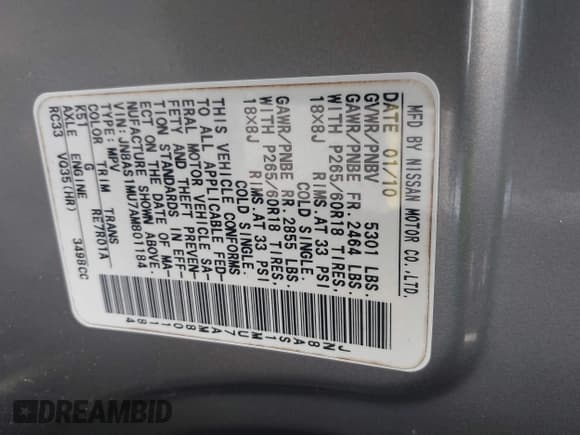 MFD BY NISSAN MOTOR CO.,LTD.
DATE 01/10
GVWR/PNBV 5301 LBS.
GAWR/PNBE FR. 2464 LBS.
WITH P265/60R18 TIRES,
18X8J RIMS, AT 33 PSI
COLD SINGLE.
GAWR/PNBE RR. 2855 LBS.
WITH P265/60R18 TIRES,
18X8J RIMS, AT 33 PSI
COLD SINGLE.
THIS VEHICLE CONFORMS
TO ALL APPLICABLE FED-
ERAL MOTOR VEHICLE SA-
FETY AND THEFT PREVEN-
TION STANDARDS IN EFF-
ECT ON THE DATE OF MA-
NUFACTURE SHOWN ABOVE.
VIN: JN8AS1MU7AM801184
TYPE: MPV
COLOR TRIM TRANS
K51 G RE7R01A
AXLE ENGINE
RC33 VQ35(HR) 3498CC
JN8AS1MU7AM801184
DREAMBID